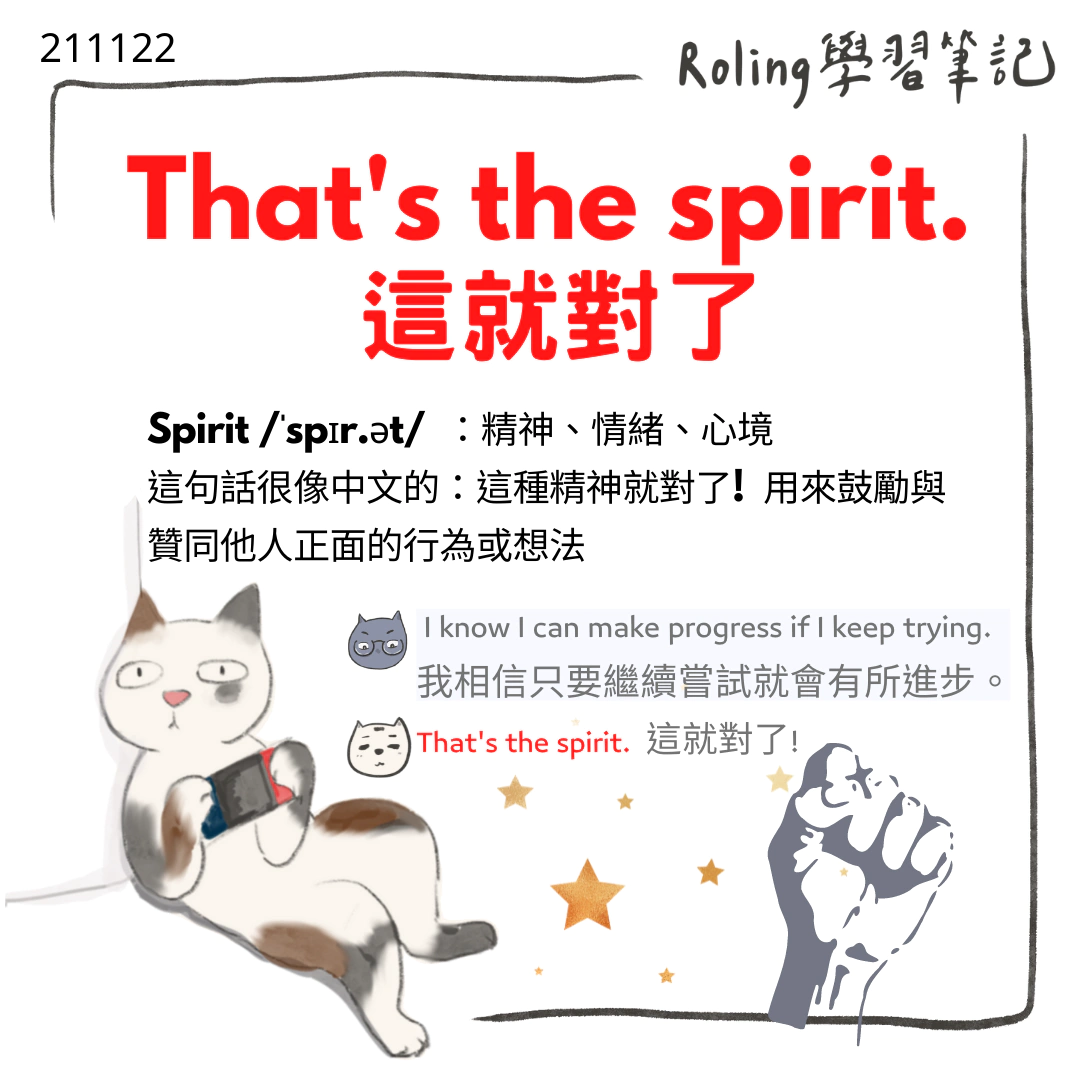 211122
Roling學習筆記
That's the spirit.
這就對了
Spirit /ˈspɪr.ət/ ：精神、情緒、心境
這句話很像中文的：這種精神就對了! 用來鼓勵與
贊同他人正面的行為或想法
I know I can make progress if I keep trying.
我相信只要繼續嘗試就會有所進步。
That's the spirit. 這就對了!